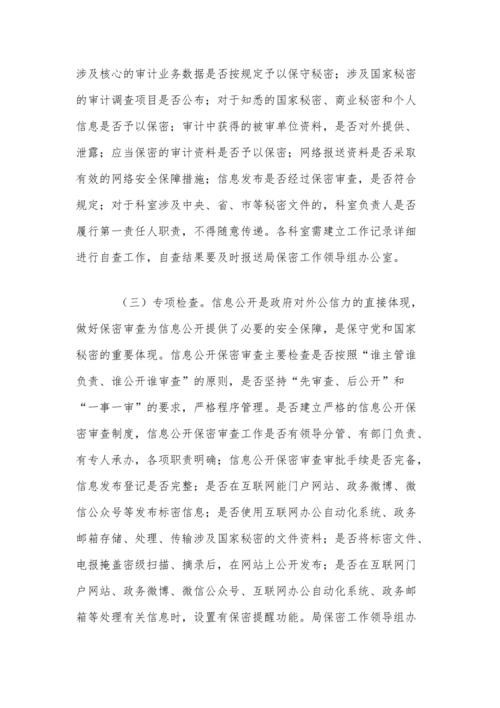 涉及核心的审计业务数据是否按规定予以保守秘密；涉及国家秘密
的审计调查项目是否公布；对于知悉的国家秘密、商业秘密和个人
信息是否予以保密；审计中获得的被审单位资料，是否对外提供、
泄露；应当保密的审计资料是否予以保密；网络报送资料是否采取
有效的网络安全保障措施；信息发布是否经过保密审查，是否符合
规定；对于科室涉及中央、省、市等秘密文件的，科室负责人是否
履行第一责任人职责，不得随意传递。各科室需建立工作记录详细
进行自查工作，自查结果要及时报送局保密工作领导组办公室。
（三）专项检查。信息公开是政府对外公信力的直接体现，
做好保密审查为信息公开提供了必要的安全保障，是保守党和国家
秘密的重要体现。信息公开保密审查主要检查是否按照“谁主管谁
负责、谁公开谁审查”的原则，是否坚持“先审查、后公开”和
“一事一审”的要求，严格程序管理。是否建立严格的信息公开保
密审查制度，信息公开保密审查工作是否有领导分管、有部门负责、
有专人承办，各项职责明确；信息公开保密审查审批手续是否完备，
信息发布登记是否完整；是否在互联网能门户网站、政务微博、微
信公众号等发布标密信息；是否使用互联网办公自动化系统、政务
邮箱存储、处理、传输涉及国家秘密的文件资料；是否将标密文件、
电报掩盖密级扫描、摘录后，在网站上公开发布；是否在互联网门
户网站、政务微博、微信公众号、互联网办公自动化系统、政务邮
箱等处理有关信息时，设置有保密提醒功能。局保密工作领导组办